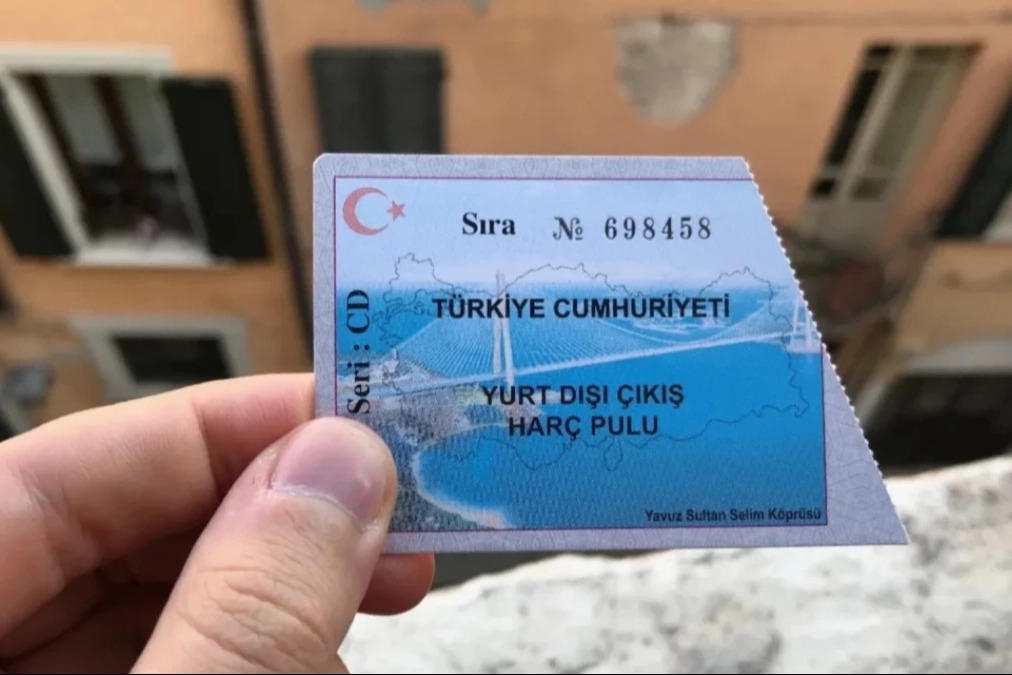 Sıra № 698458
Seri : CD
TÜRKİYE CUMHURİYETİ
YURT DIŞI ÇIKIŞ
HARÇ PULU
Yavuz Sultan Selim Köprüsü